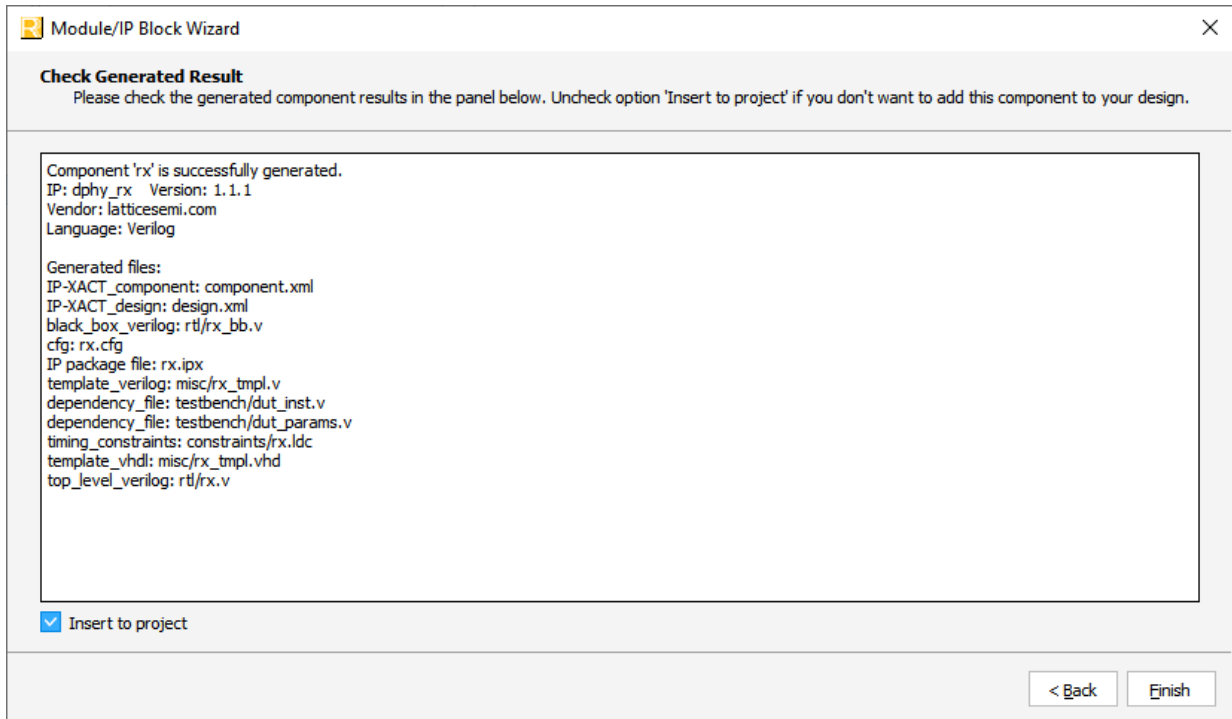 Module/IP Block Wizard
Check Generated Result
Please check the generated component results in the panel below. Uncheck option 'Insert to project' if you don't want to add this component to your design.
Component 'rx' is successfully generated.
IP: dphy_rx    Version: 1.1.1
Vendor: latticesemi.com
Language: Verilog
Generated files:
IP-XACT_component: component.xml
IP-XACT_design: design.xml
black_box_verilog: rtl/rx_bb.v
cfg: rx.cfg
IP package file: rx.ipx
template_verilog: misc/rx_tmpl.v
dependency_file: testbench/dut_inst.v
dependency_file: testbench/dut_params.v
timing_constraints: constraints/rx.ldc
template_vhdl: misc/rx_tmpl.vhd
top_level_verilog: rtl/rx.v
Insert to project
< Back    Finish